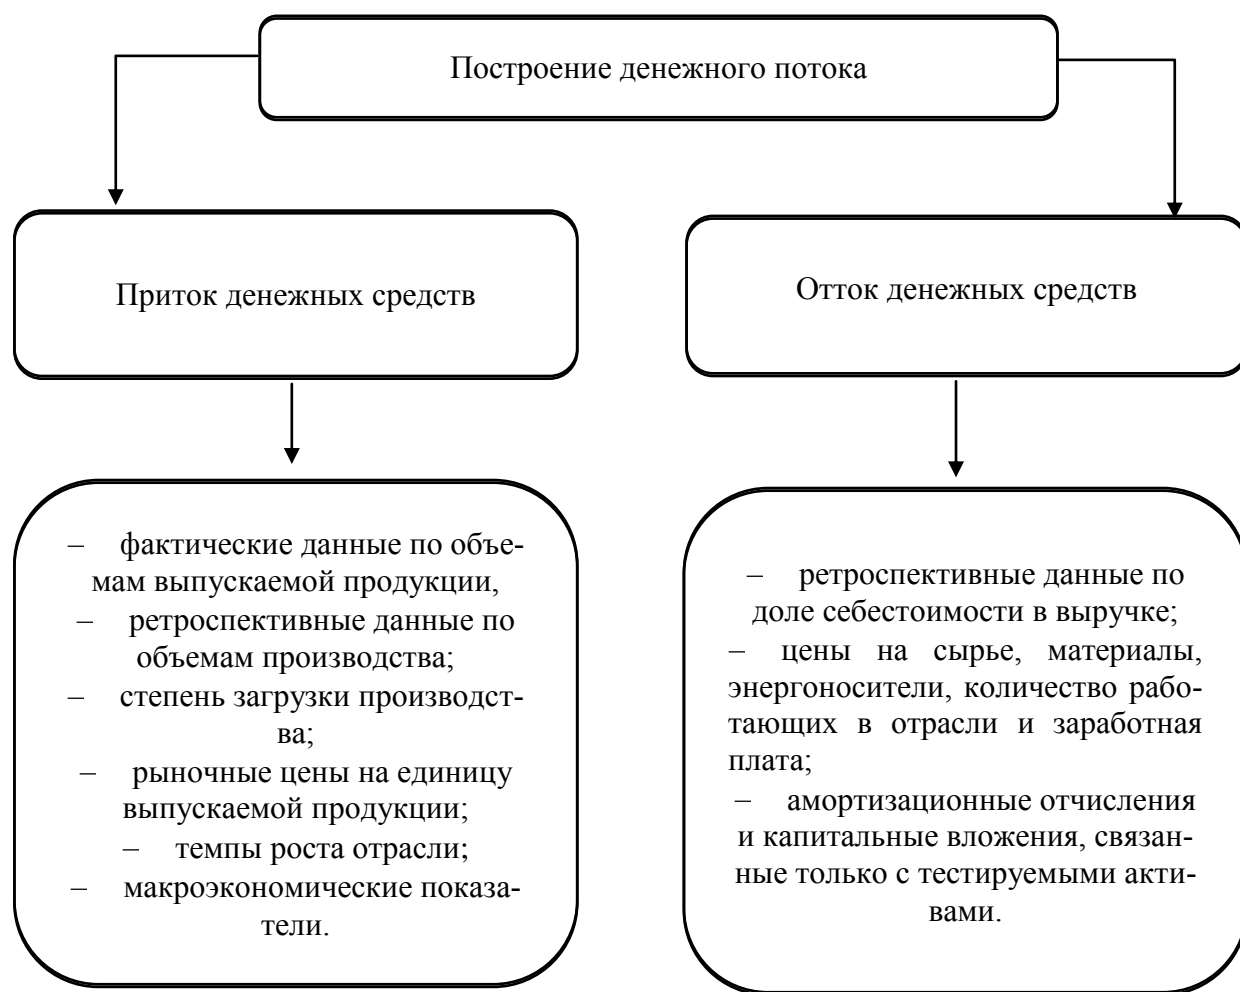 Построение денежного потока
Приток денежных средств
Отток денежных средств
– фактические данные по объе-
мам выпускаемой продукции,
– ретроспективные данные по
объемам производства;
– степень загрузки производст-
ва;
– рыночные цены на единицу
выпускаемой продукции;
– темпы роста отрасли;
– макроэкономические показа-
тели.
– ретроспективные данные по
доле себестоимости в выручке;
– цены на сырье, материалы,
энергоносители, количество рабо-
тающих в отрасли и заработная
плата;
– амортизационные отчисления
и капитальные вложения, связан-
ные только с тестируемыми акти-
вами.